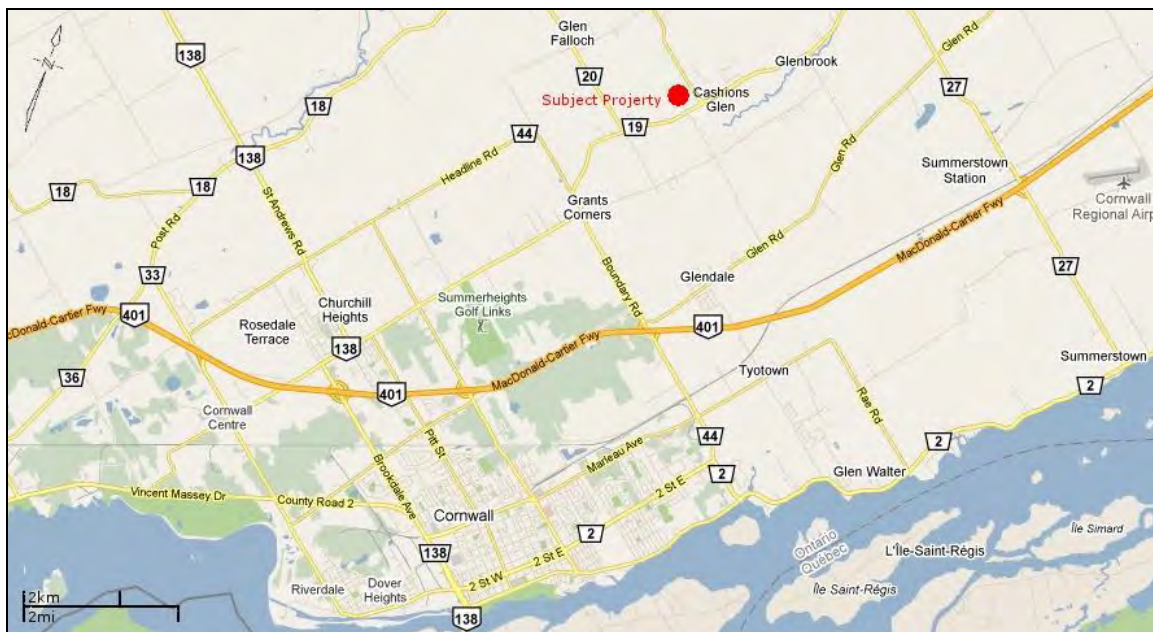 138
Glen
Falloch
Glen Rd
Glenbrook
20
27
18
Subject Projerty
Cashions
Glen
19
44
138
Headline Rd
Glen Rd
Summerstown
Station
18
18
St Andrews Rd
Grants
Corners
Cornwall
Regional Airp
Post Rd
Glen Rd
MacDonald-Cartier Fwy
33
Boundary Rd
Glendale
27
Churchill
Heights
Summerheights
Golf Links
MacDonald-Cartier Fwy
401
Rosedale
Terrace
401
138
MacDonald-Cartier Fwy
Summerstown
36
401
Tyotown
2
Cornwall
Centre
Rae Rd
Pitt St
44
2
Marleau Ave
Brookdale Ave
2
Glen Walter
Vincent Massey Dr
County Road 2
2 St E
Cornwall
2
Île Simard
Ontario
Québec
L'Île-Saint-Régis
138
2 St E
Riverdale
Dover
Heights
2 St W
Île Saint-Régis
2km
2mi
138
N